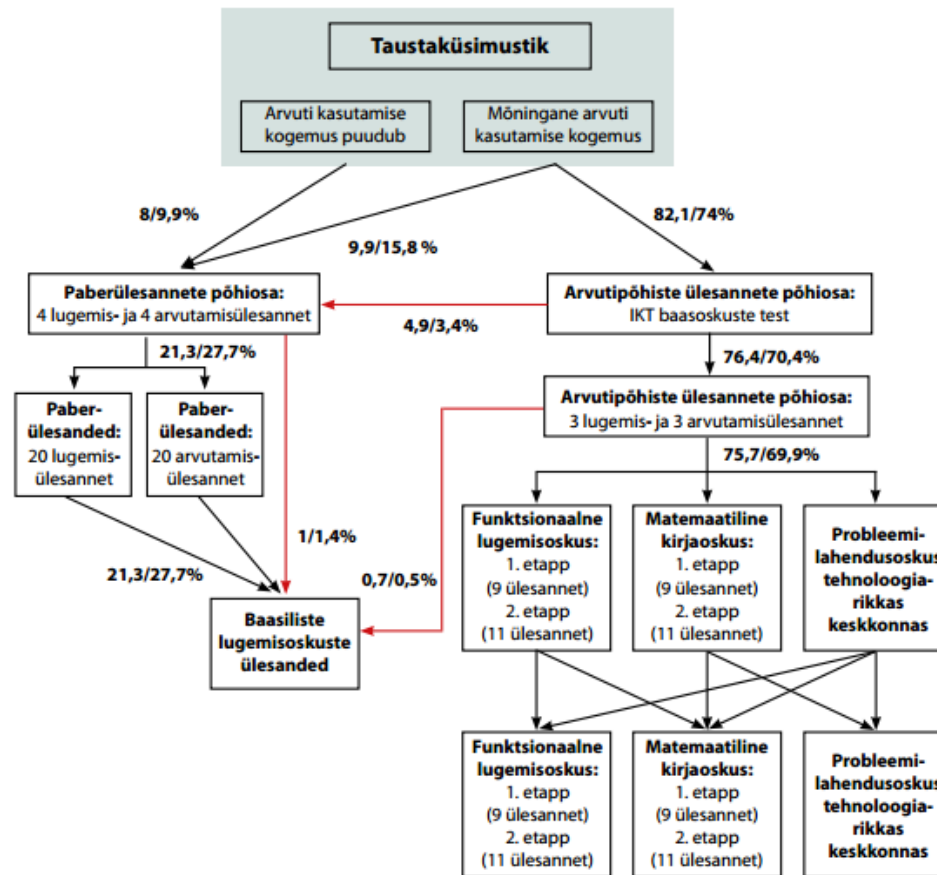 Taustaküsimustik
Arvuti kasutamise
kogemus puudub
Mõningane arvuti
kasutamise kogemus
8/9,9%
9,9/15,8 %
82,1/74%
Paberülesannete põhiosa:
4 lugemis- ja 4 arvutamisülesannet
4,9/3,4%
Arvutipõhiste ülesannete põhiosa:
IKT baasoskuste test
21,3/27,7%
76,4/70,4%
Paber-
ülesanded:
20 lugemis-
ülesannet
Paber-
ülesanded:
20 arvutamis-
ülesannet
Arvutipõhiste ülesannete põhiosa:
3 lugemis- ja 3 arvutamisülesannet
75,7/69,9%
21,3/27,7%
1/1,4%
0,7/0,5%
Baasiliste
lugemisoskuste
ülesanded
Funktsionaalne
lugemisoskus:
1. etapp
(9 ülesannet)
2. etapp
(11 ülesannet)
Matemaatiline
kirjaoskus:
1. etapp
(9 ülesannet)
2. etapp
(11 ülesannet)
Probleemi-
lahendusoskus
tehnoloogia-
rikkas
keskkonnas
Funktsionaalne
lugemisoskus:
1. etapp
(9 ülesannet)
2. etapp
(11 ülesannet)
Matemaatiline
kirjaoskus:
1. etapp
(9 ülesannet)
2. etapp
(11 ülesannet)
Probleemi-
lahendusoskus
tehnoloogia-
rikkas
keskkonnas